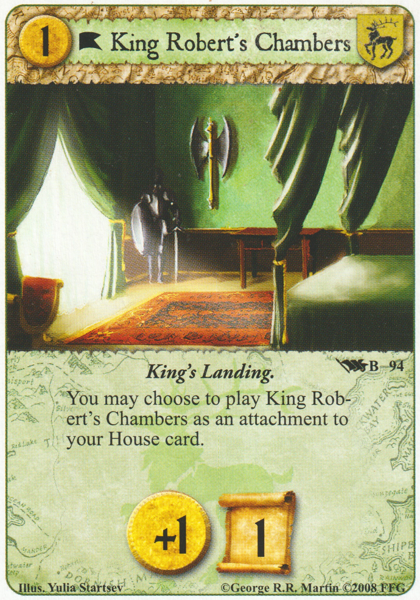 1 King Robert's Chambers
King's Landing.
B 94
You may choose to play King Rob-
ert's Chambers as an attachment to
your House card.
+1 1
Illus. Yulia Startsev ©George R.R. Martin ©2008 FFG